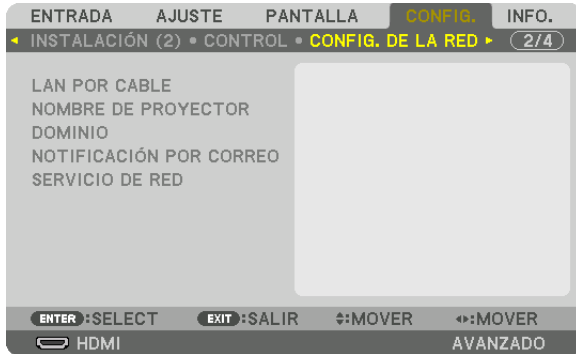 ENTRADA AJUSTE PANTALLA CONFIG. INFO.
INSTALACIÓN (2) • CONTROL • CONFIG. DE LA RED 2/4
LAN POR CABLE
NOMBRE DE PROYECTOR
DOMINIO
NOTIFICACIÓN POR CORREO
SERVICIO DE RED
ENTER :SELECT EXIT :SALIR :MOVER :MOVER
HDMI AVANZADO